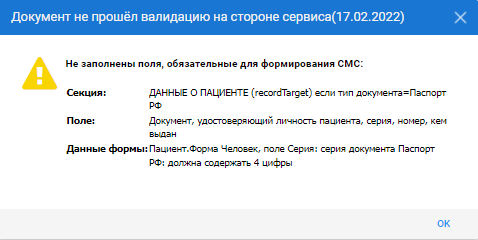 Документ не прошёл валидацию на стороне сервиса(17.02.2022)
Не заполнены поля, обязательные для формирования СМС:
Секция: ДАННЫЕ О ПАЦИЕНТЕ (recordTarget) если тип документа=Паспорт
РФ
Поле: Документ, удостоверяющий личность пациента, серия, номер, кем
выдан
Данные формы: Пациент.Форма Человек, поле Серия: серия документа Паспорт
РФ: должна содержать 4 цифры
ОК